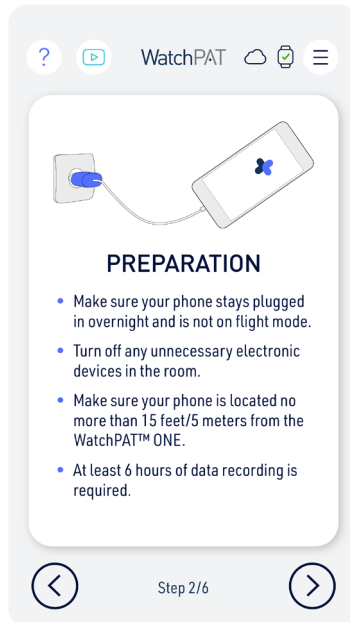 ?
WatchPAT
PREPARATION
• Make sure your phone stays plugged
in overnight and is not on flight mode.
• Turn off any unnecessary electronic
devices in the room.
• Make sure your phone is located no
more than 15 feet/5 meters from the
WatchPAT™ ONE.
• At least 6 hours of data recording is
required.
Step 2/6